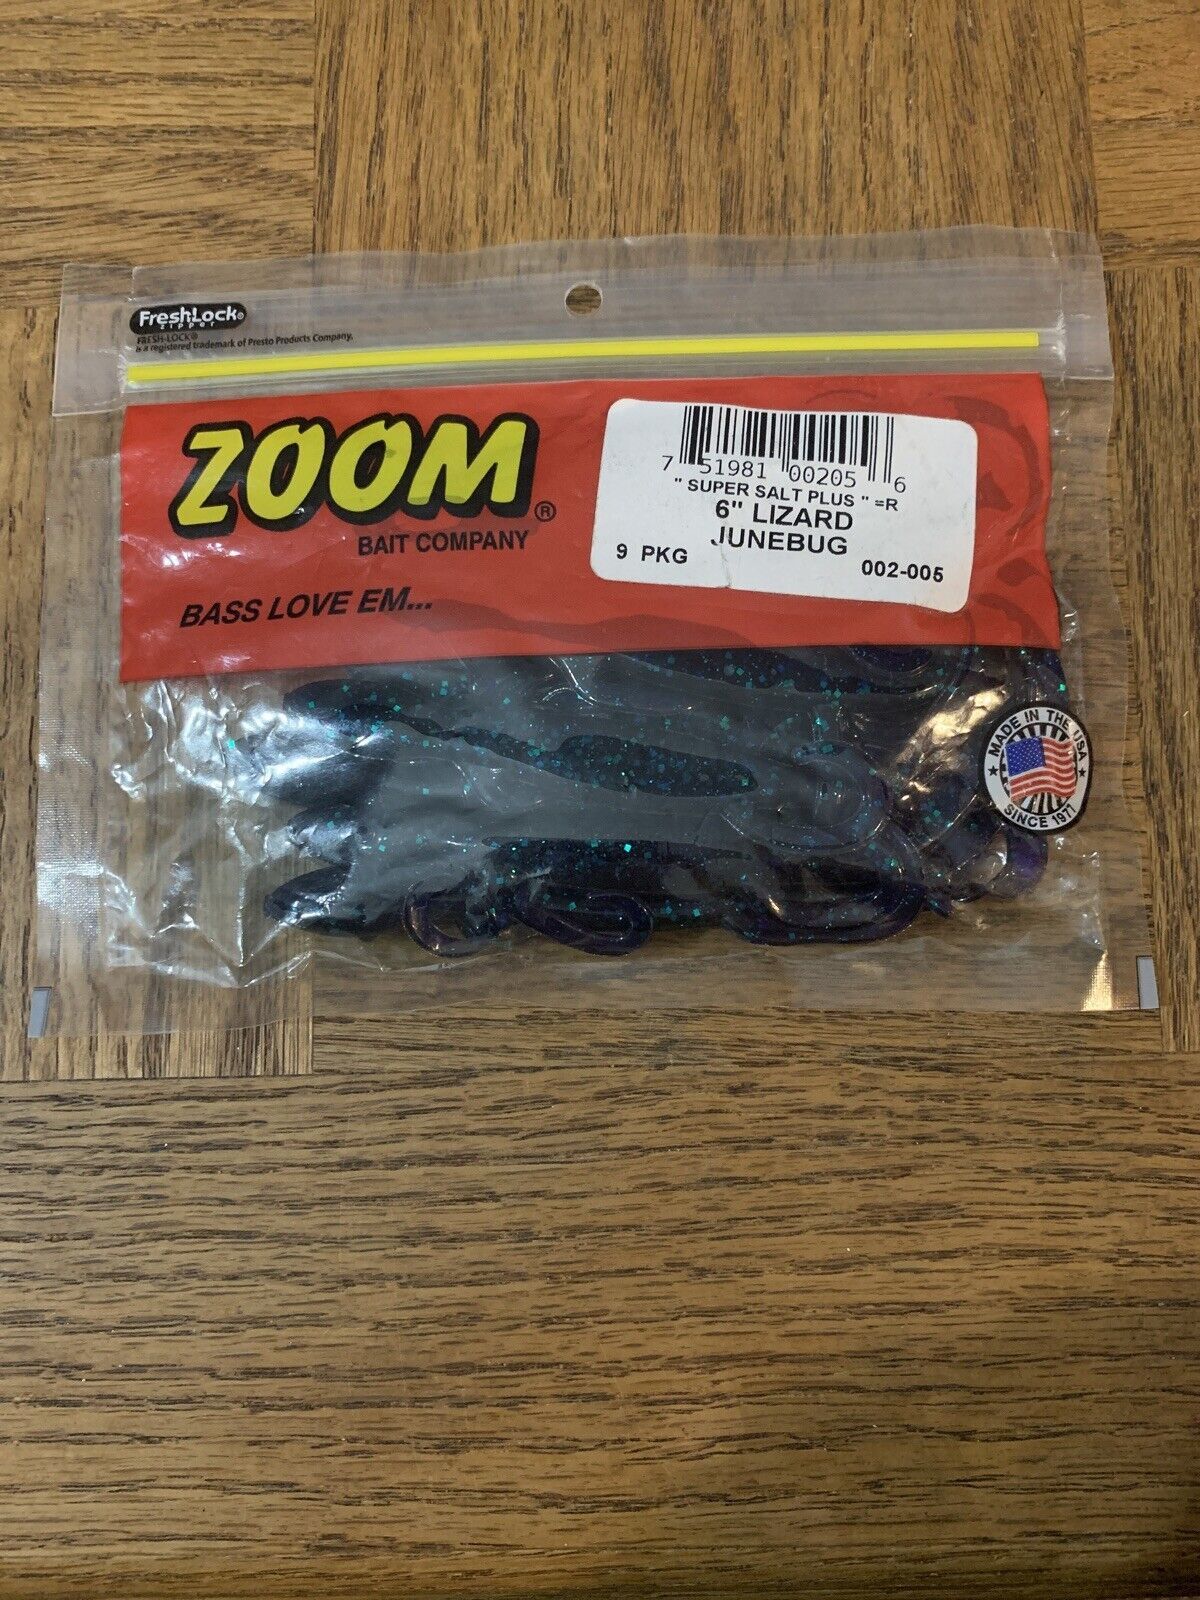 FreshLock®
zipper
FRESH-LOCK®
is a registered trademark of Presto Products Company.
ZOOM®
BAIT COMPANY
BASS LOVE EM...
7 51981 00205 6
" SUPER SALT PLUS " =R
6" LIZARD
JUNEBUG
9 PKG 002-005
MADE IN THE USA
SINCE 1977